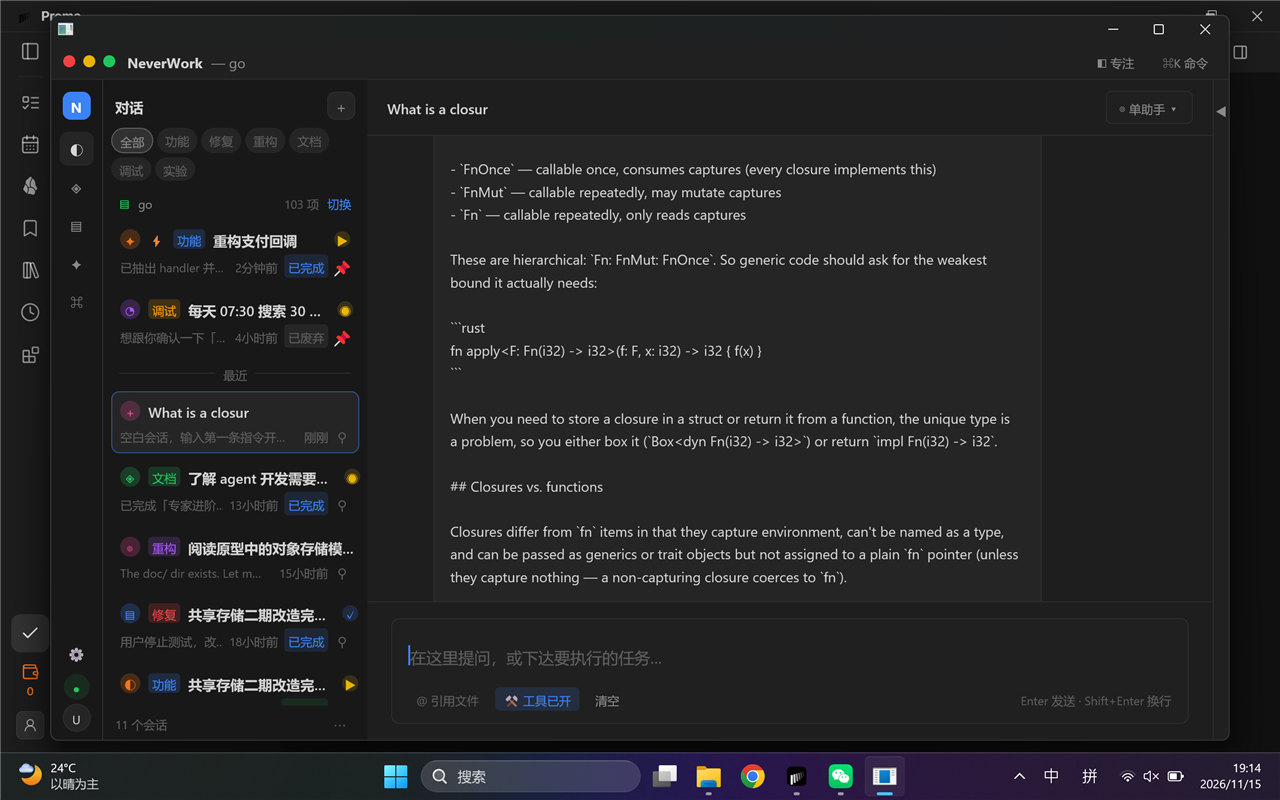 Proma
NeverWork — go
专注
⌘K 命令
N
对话
+
全部
功能
修复
重构
文档
调试
实验
go
103 项 切换
功能 重构支付回调
已抽出 handler 并... 2分钟前 已完成
调试 每天 07:30 搜索 30 ...
想跟你确认一下「... 4小时前 已废弃
最近
What is a closur
空白会话，输入第一条指令开... 刚刚
文档 了解 agent 开发需要...
已完成「专家进阶... 13小时前 已完成
重构 阅读原型中的对象存储模...
The doc/ dir exists. Let m... 15小时前
修复 共享存储二期改造完...
用户停止测试，改... 18小时前 已完成
功能 共享存储二期改造完...
11 个会话
...
U
0
What is a closur
单助手
- `FnOnce` — callable once, consumes captures (every closure implements this)
- `FnMut` — callable repeatedly, may mutate captures
- `Fn` — callable repeatedly, only reads captures
These are hierarchical: `Fn: FnMut: FnOnce`. So generic code should ask for the weakest
bound it actually needs:
```rust
fn apply<F: Fn(i32) -> i32>(f: F, x: i32) -> i32 { f(x) }
```
When you need to store a closure in a struct or return it from a function, the unique type is
a problem, so you either box it (`Box<dyn Fn(i32) -> i32>`) or return `impl Fn(i32) -> i32`.
## Closures vs. functions
Closures differ from `fn` items in that they capture environment, can't be named as a type,
and can be passed as generics or trait objects but not assigned to a plain `fn` pointer (unless
they capture nothing — a non-capturing closure coerces to `fn`).
在这里提问，或下达要执行的任务...
@ 引用文件
工具已开
清空
Enter 发送 · Shift+Enter 换行
24°C
以晴为主
搜索
中
拼
19:14
2026/11/15